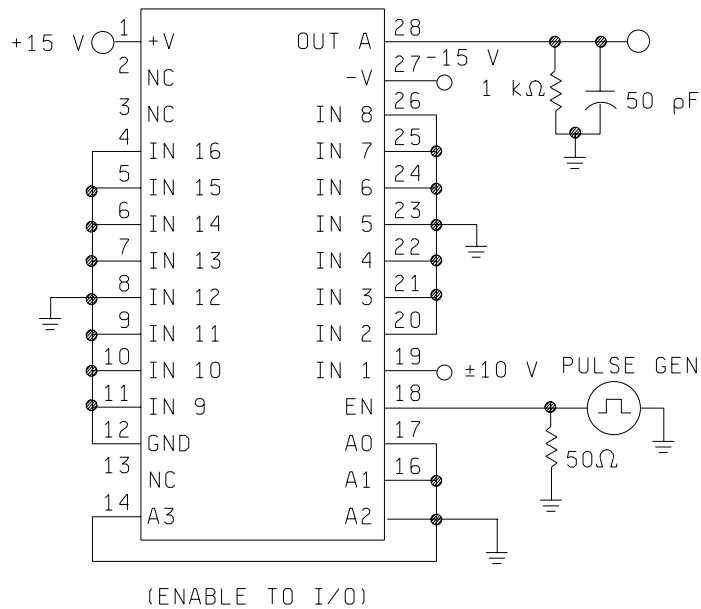 +15 V
1 +V OUT A 28
2 NC -V 27 -15 V
3 NC IN 8 26
4 IN 16 IN 7 25
5 IN 15 IN 6 24
6 IN 14 IN 5 23
7 IN 13 IN 4 22
8 IN 12 IN 3 21
9 IN 11 IN 2 20
10 IN 10 IN 1 19 ±10 V
11 IN 9 EN 18
12 GND A0 17
13 NC A1 16
14 A3 A2
1 kΩ
50 pF
PULSE GEN
50Ω
(ENABLE TO I/O)